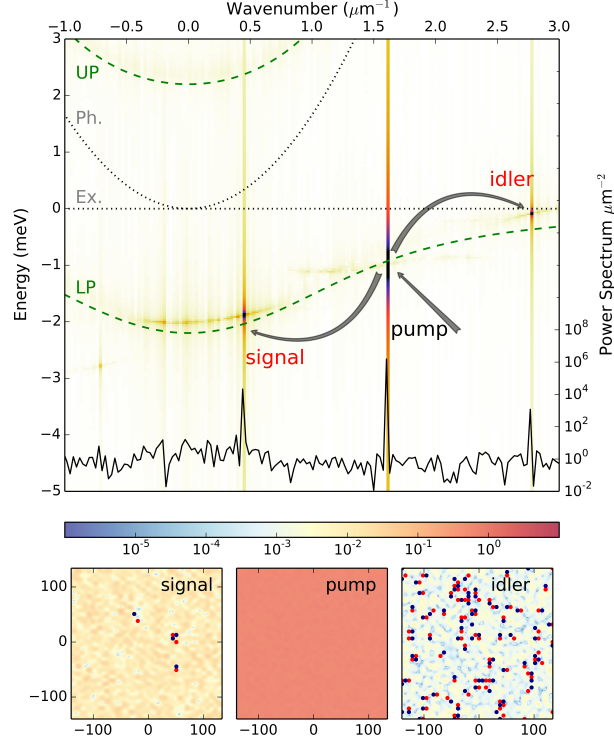 Wavenumber (μm⁻¹)
−1.0 −0.5 0.0 0.5 1.0 1.5 2.0 2.5 3.0
3
UP
2
Ph.
1
idler
Ex.
0
Energy (meV)
Power Spectrum μm⁻²
−1
LP
−2
pump
10⁸
signal
10⁶
−3
10⁴
10²
−4
10⁰
−5
10⁻²
10⁻⁵ 10⁻⁴ 10⁻³ 10⁻² 10⁻¹ 10⁰
signal pump idler
100
0
−100
−100 0 100 −100 0 100 −100 0 100